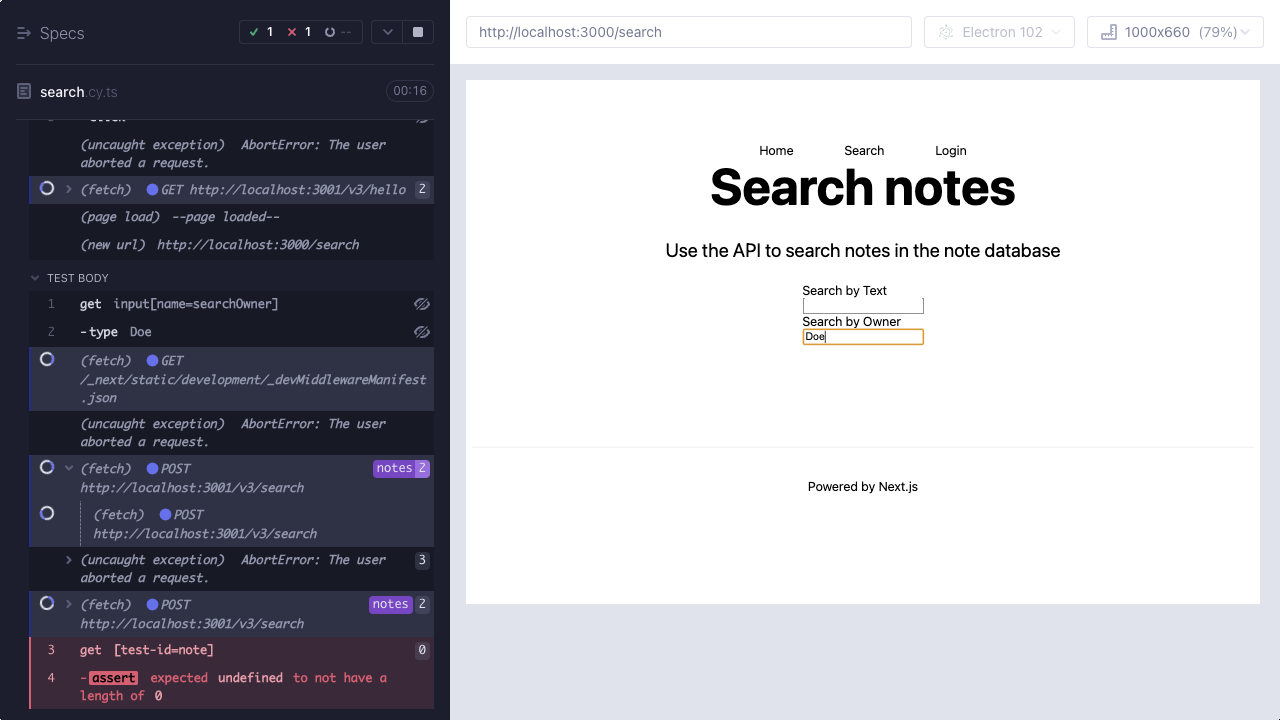 Specs
1
1
--
search.cy.ts
00:16
(uncaught exception) AbortError: The user
aborted a request.
(fetch) GET http://localhost:3001/v3/hello 2
(page load) --page loaded--
(new url) http://localhost:3000/search
TEST BODY
1 get input[name=searchOwner]
2 -type Doe
(fetch) GET
/_next/static/development/_devMiddlewareManifest
.json
(uncaught exception) AbortError: The user
aborted a request.
(fetch) POST notes 2
http://localhost:3001/v3/search
(fetch) POST
http://localhost:3001/v3/search
(uncaught exception) AbortError: The user 3
aborted a request.
(fetch) POST notes 2
http://localhost:3001/v3/search
3 get [test-id=note] 0
4 -assert expected undefined to not have a
length of 0
http://localhost:3000/search
Electron 102
1000x660 (79%)
Home Search Login
Search notes
Use the API to search notes in the note database
Search by Text
Search by Owner
Doe
Powered by Next.js